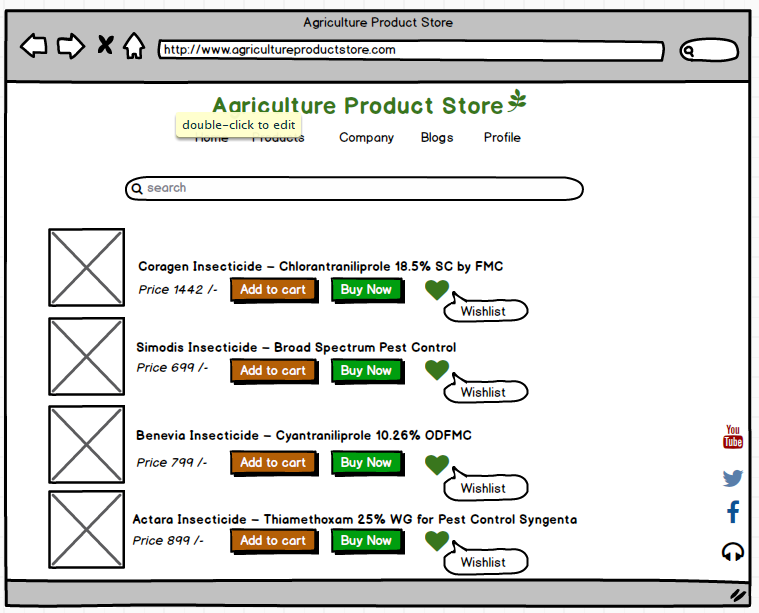 Agriculture Product Store
http://www.agricultureproductstore.com
Agriculture Product Store
double-click to edit
Home Products Company Blogs Profile
search
Coragen Insecticide – Chlorantraniliprole 18.5% SC by FMC
Price 1442 /- Add to cart Buy Now
Wishlist
Simodis Insecticide – Broad Spectrum Pest Control
Price 699 /- Add to cart Buy Now
Wishlist
Benevia Insecticide – Cyantraniliprole 10.26% ODFMC
Price 799 /- Add to cart Buy Now
Wishlist
Actara Insecticide – Thiamethoxam 25% WG for Pest Control Syngenta
Price 899 /- Add to cart Buy Now
Wishlist
You
Tube